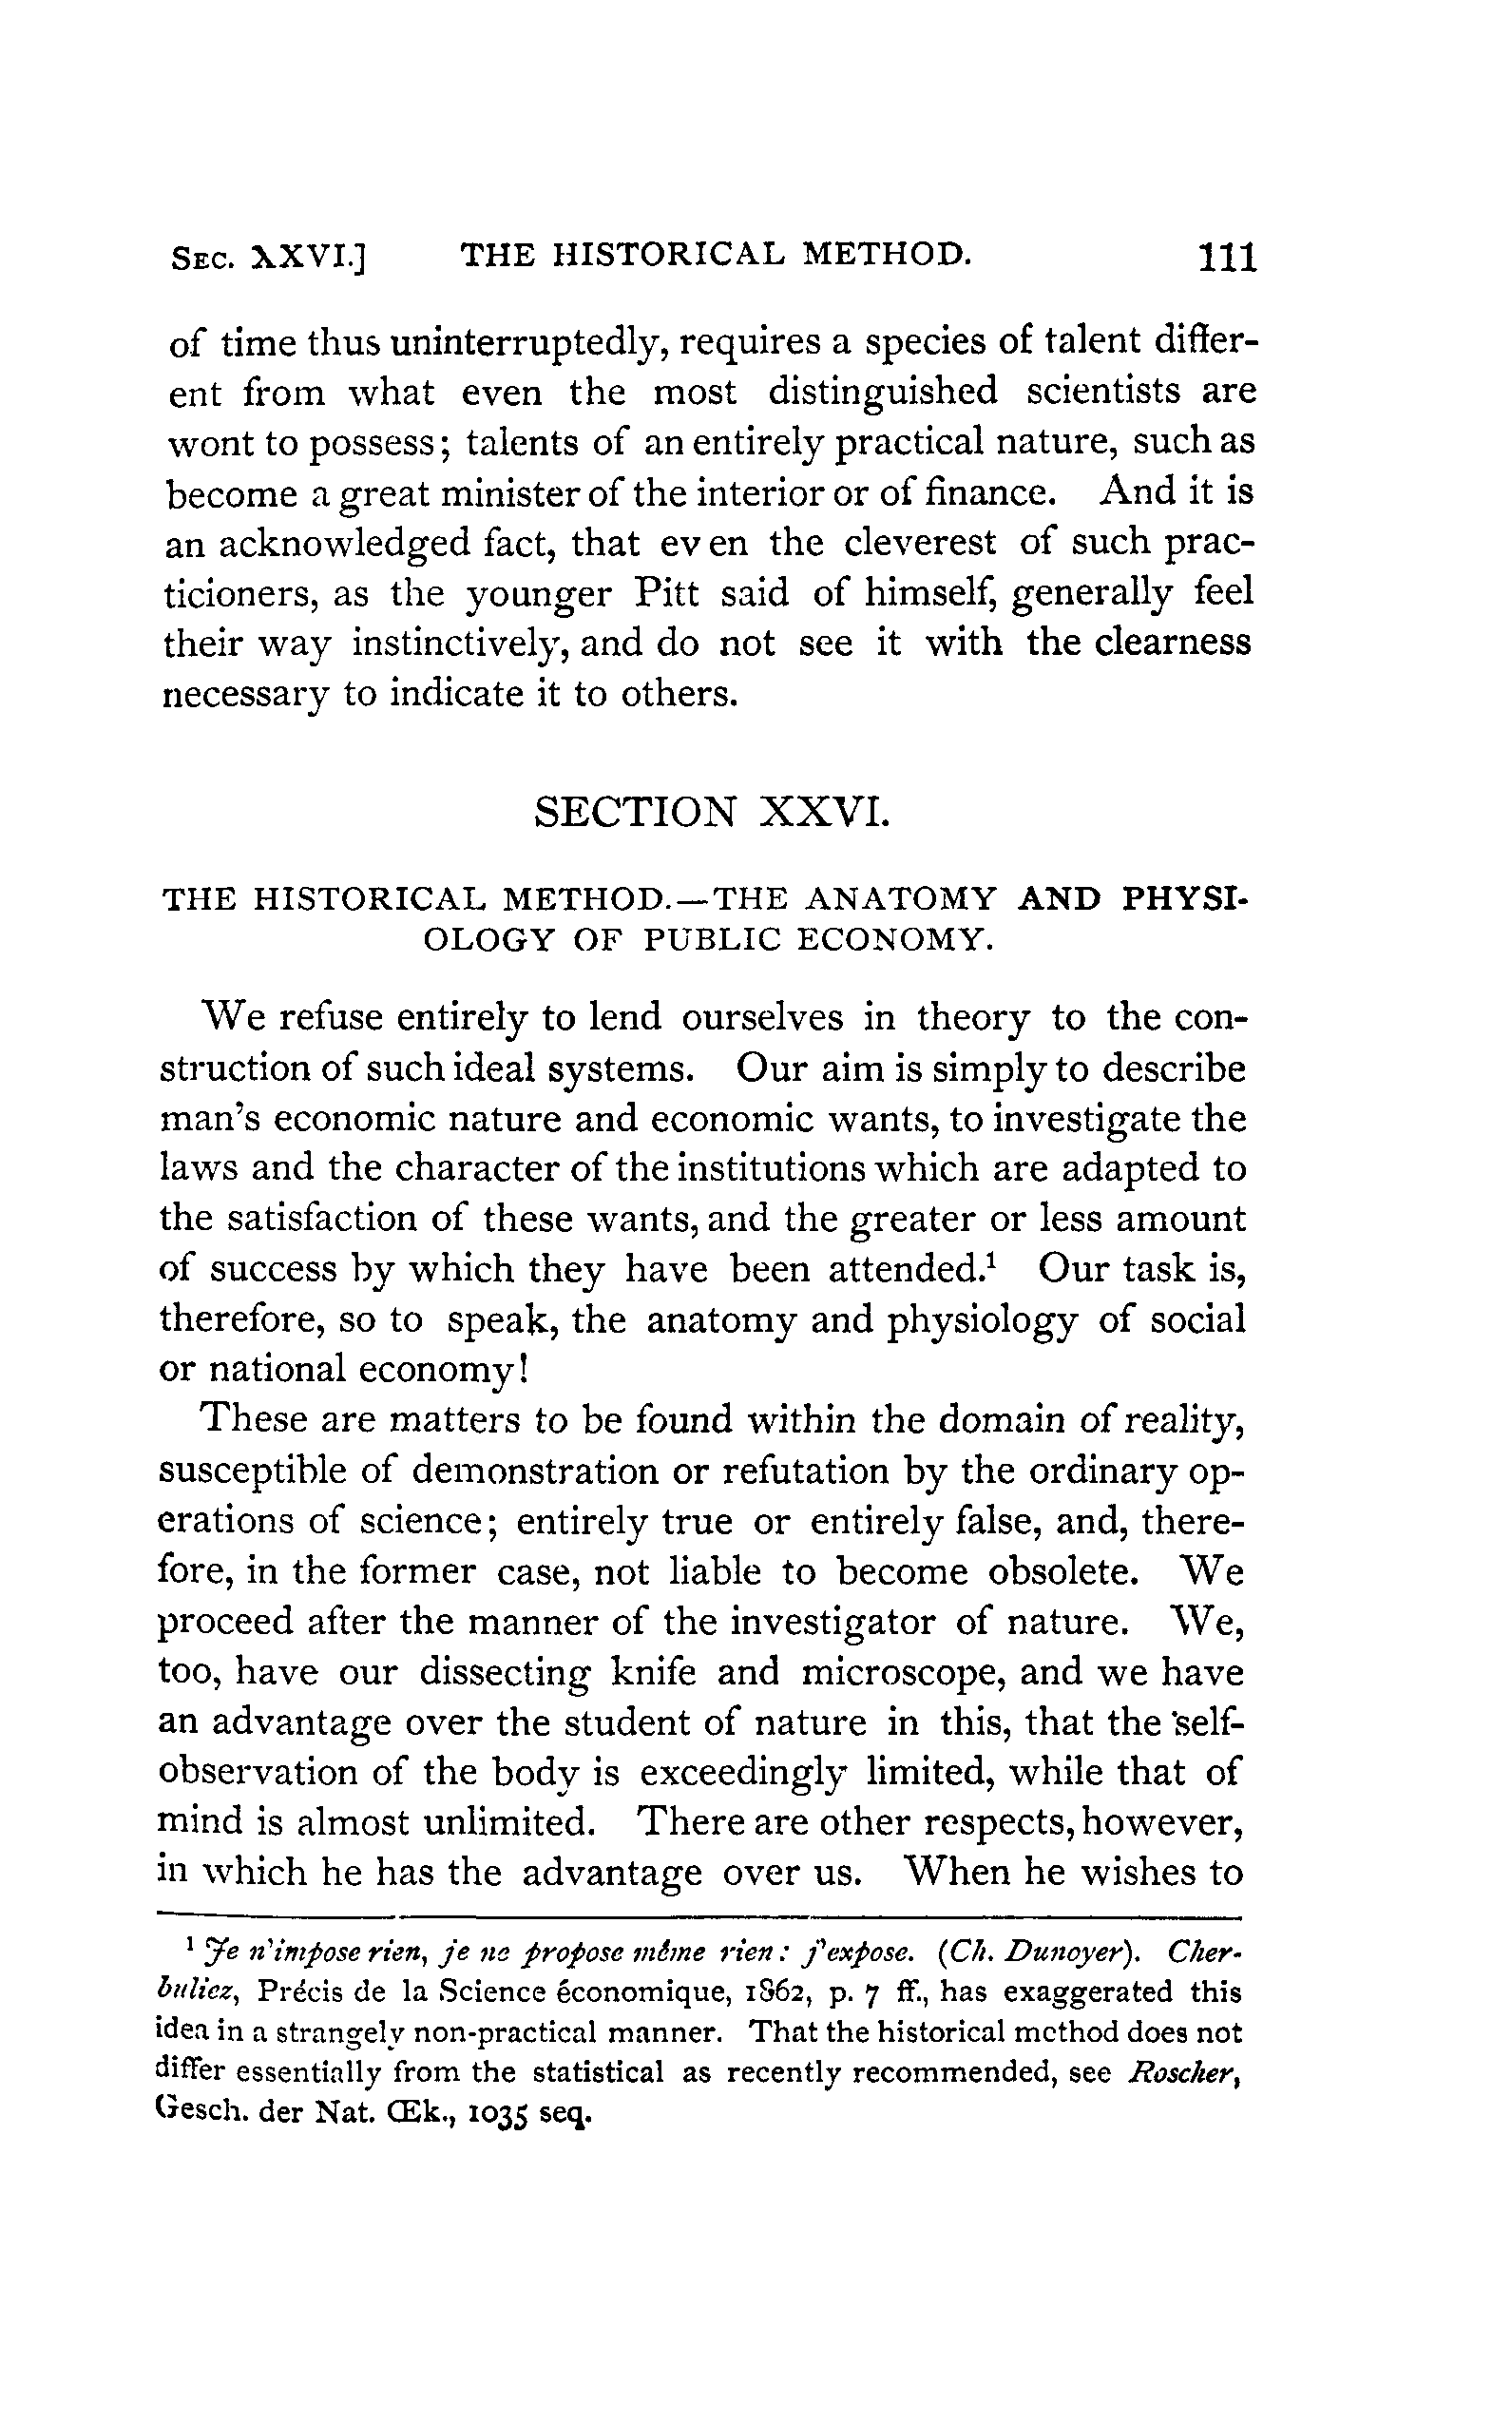 SEC. XXVI.] THE HISTORICAL METHOD. 111
of time thus uninterruptedly, requires a species of talent differ-
ent from what even the most distinguished scientists are
wont to possess; talents of an entirely practical nature, such as
become a great minister of the interior or of finance. And it is
an acknowledged fact, that even the cleverest of such prac-
ticioners, as the younger Pitt said of himself, generally feel
their way instinctively, and do not see it with the clearness
necessary to indicate it to others.
SECTION XXVI.
THE HISTORICAL METHOD.—THE ANATOMY AND PHYSI-
OLOGY OF PUBLIC ECONOMY.
We refuse entirely to lend ourselves in theory to the con-
struction of such ideal systems. Our aim is simply to describe
man's economic nature and economic wants, to investigate the
laws and the character of the institutions which are adapted to
the satisfaction of these wants, and the greater or less amount
of success by which they have been attended.¹ Our task is,
therefore, so to speak, the anatomy and physiology of social
or national economy!
These are matters to be found within the domain of reality,
susceptible of demonstration or refutation by the ordinary op-
erations of science; entirely true or entirely false, and, there-
fore, in the former case, not liable to become obsolete. We
proceed after the manner of the investigator of nature. We,
too, have our dissecting knife and microscope, and we have
an advantage over the student of nature in this, that the self-
observation of the body is exceedingly limited, while that of
mind is almost unlimited. There are other respects, however,
in which he has the advantage over us. When he wishes to
¹ Je n'impose rien, je ne propose même rien: j'expose. (Ch. Dunoyer). Cher-
buliez, Précis de la Science économique, 1862, p. 7 ff., has exaggerated this
idea in a strangely non-practical manner. That the historical method does not
differ essentially from the statistical as recently recommended, see Roscher,
Gesch. der Nat. Œk., 1035 seq.